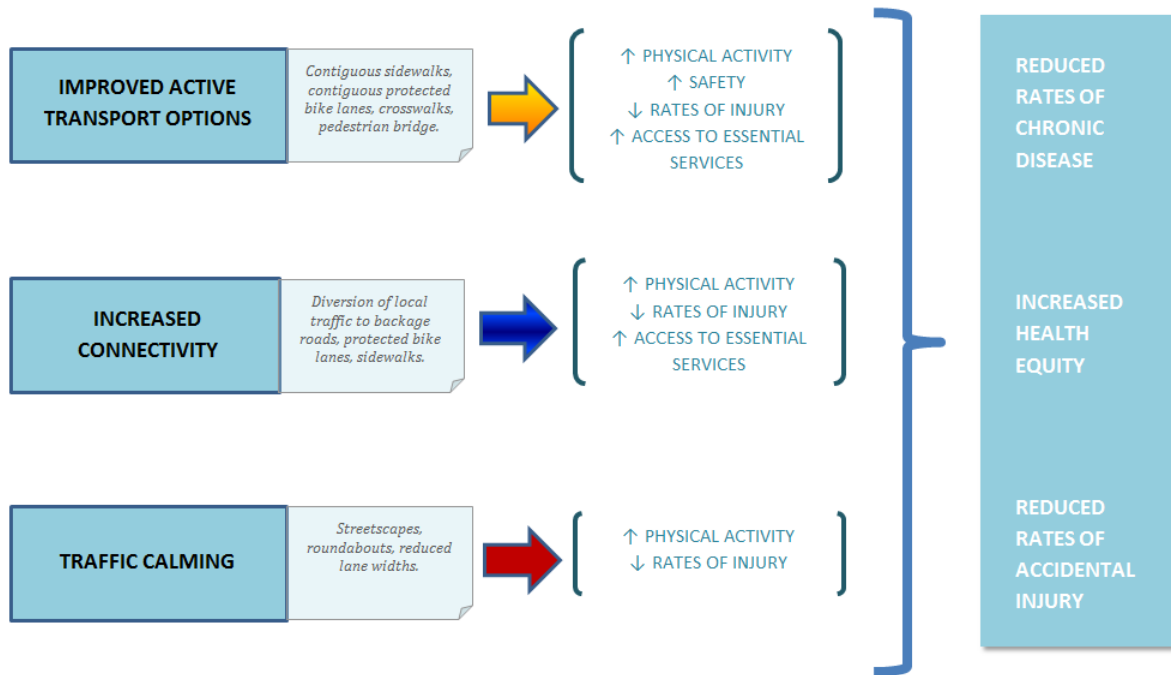 IMPROVED ACTIVE
TRANSPORT OPTIONS
Contiguous sidewalks,
contiguous protected
bike lanes, crosswalks,
pedestrian bridge.
↑ PHYSICAL ACTIVITY
↑ SAFETY
↓ RATES OF INJURY
↑ ACCESS TO ESSENTIAL
SERVICES
INCREASED
CONNECTIVITY
Diversion of local
traffic to backage
roads, protected bike
lanes, sidewalks.
↑ PHYSICAL ACTIVITY
↓ RATES OF INJURY
↑ ACCESS TO ESSENTIAL
SERVICES
TRAFFIC CALMING
Streetscapes,
roundabouts, reduced
lane widths.
↑ PHYSICAL ACTIVITY
↓ RATES OF INJURY
REDUCED
RATES OF
CHRONIC
DISEASE
INCREASED
HEALTH
EQUITY
REDUCED
RATES OF
ACCIDENTAL
INJURY